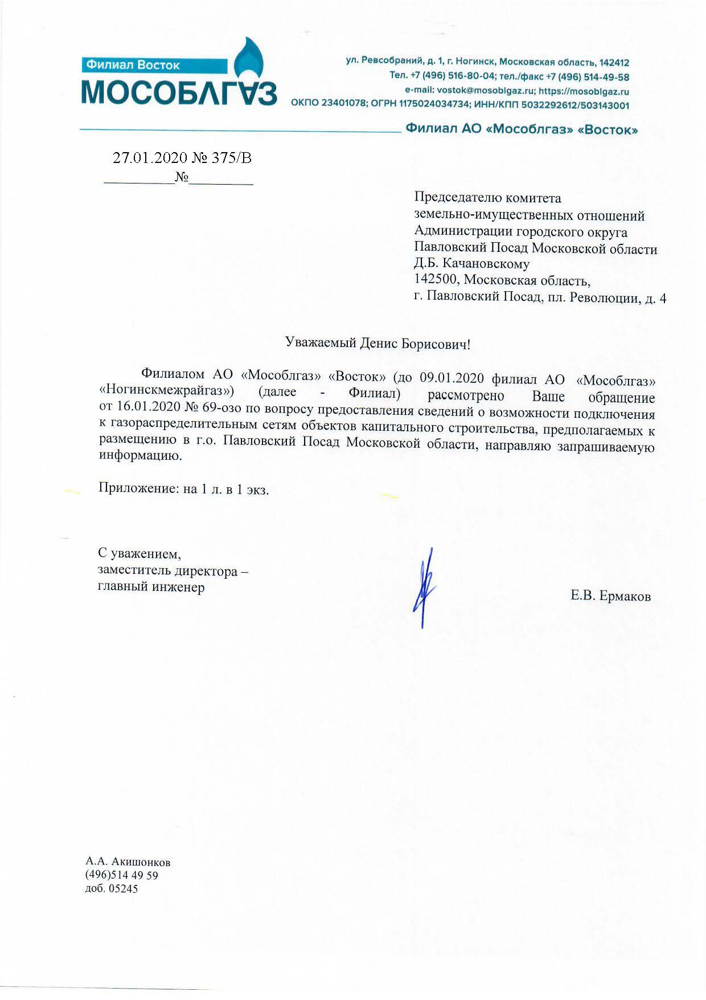 Филиал Восток
МОСОБЛГАЗ
ул. Ревсобраний, д. 1, г. Ногинск, Московская область, 142412
Тел. +7 (496) 516-80-04; тел./факс +7 (496) 514-49-58
e-mail: vostok@mosoblgaz.ru; https://mosoblgaz.ru
ОКПО 23401078; ОГРН 1175024034734; ИНН/КПП 5032292612/503143001
Филиал АО «Мособлгаз» «Восток»
27.01.2020 № 375/В
__________№_________
Председателю комитета
земельно-имущественных отношений
Администрации городского округа
Павловский Посад Московской области
Д.Б. Качановскому
142500, Московская область,
г. Павловский Посад, пл. Революции, д. 4
Уважаемый Денис Борисович!
Филиалом АО «Мособлгаз» «Восток» (до 09.01.2020 филиал АО «Мособлгаз»
«Ногинскмежрайгаз») (далее - Филиал) рассмотрено Ваше обращение
от 16.01.2020 № 69-озо по вопросу предоставления сведений о возможности подключения
к газораспределительным сетям объектов капитального строительства, предполагаемых к
размещению в г.о. Павловский Посад Московской области, направляю запрашиваемую
информацию.
Приложение: на 1 л. в 1 экз.
С уважением,
заместитель директора –
главный инженер
Е.В. Ермаков
А.А. Акишонков
(496)514 49 59
доб. 05245